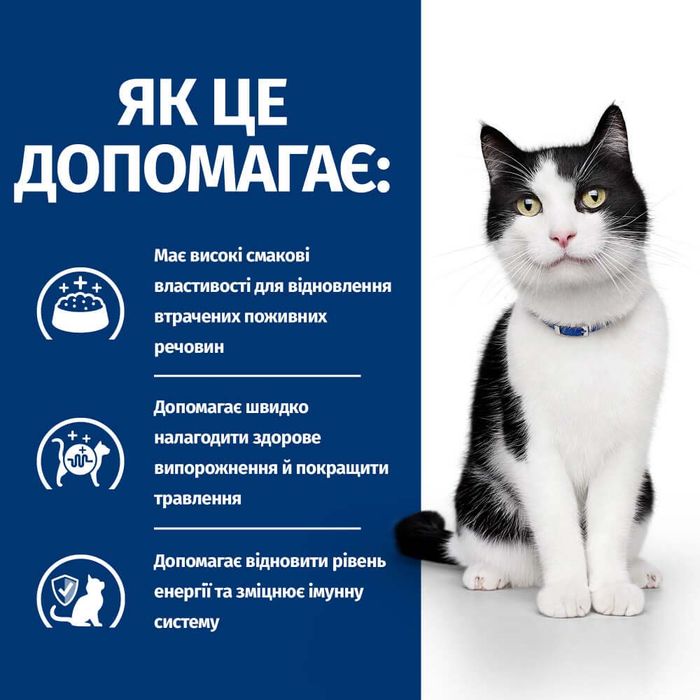 ЯК ЦЕ
ДОПОМАГАЄ:
Має високі смакові
властивості для відновлення
втрачених поживних
речовин
Допомагає швидко
налагодити здорове
випорожнення й покращити
травлення
Допомагає відновити рівень
енергії та зміцнює імунну
систему